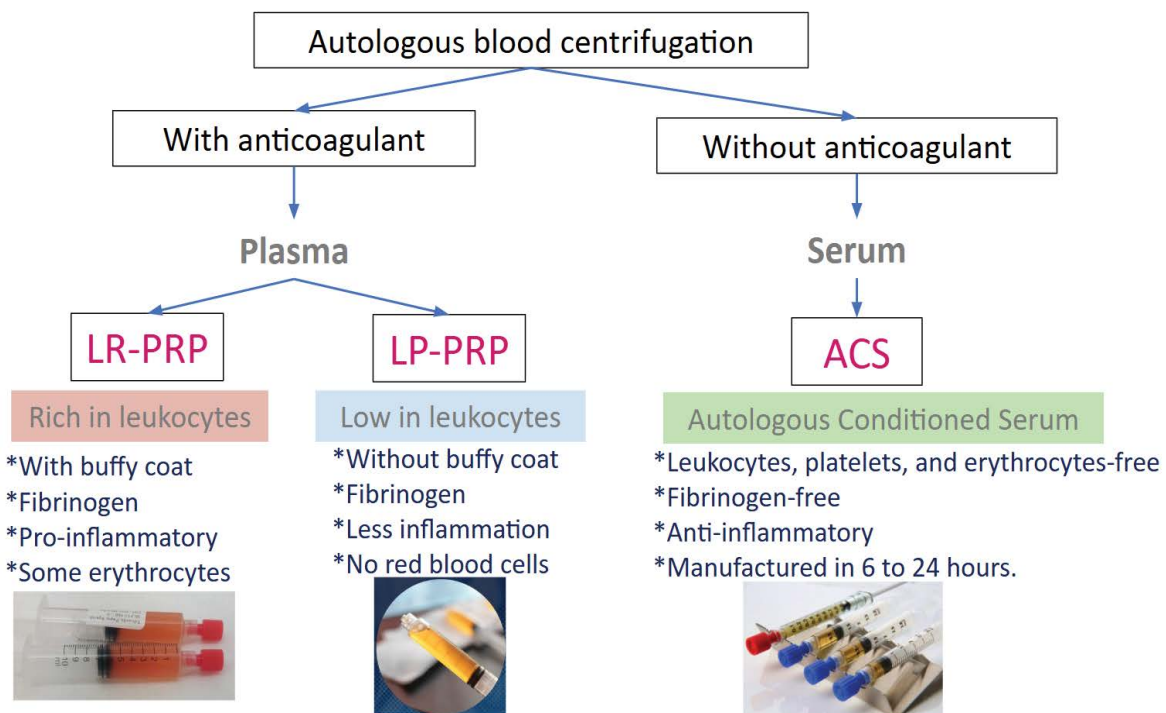 Autologous blood centrifugation
With anticoagulant
Without anticoagulant
Plasma
Serum
LR-PRP
LP-PRP
ACS
Rich in leukocytes
Low in leukocytes
Autologous Conditioned Serum
*With buffy coat
*Fibrinogen
*Pro-inflammatory
*Some erythrocytes
*Without buffy coat
*Fibrinogen
*Less inflammation
*No red blood cells
*Leukocytes, platelets, and erythrocytes-free
*Fibrinogen-free
*Anti-inflammatory
*Manufactured in 6 to 24 hours.